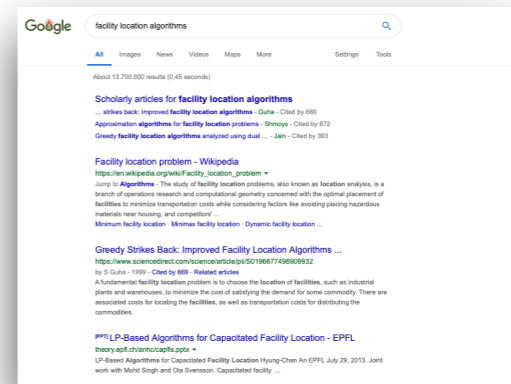 Google
facility location algorithms
All Images News Videos Maps More Settings Tools
About 13.700.000 results (0,45 seconds)
Scholarly articles for facility location algorithms
... strikes back: Improved facility location algorithms - Guha - Cited by 669
Approximation algorithms for facility location problems - Shmoys - Cited by 872
Greedy facility location algorithms analyzed using dual ... - Jain - Cited by 393
Facility location problem - Wikipedia
https://en.wikipedia.org/wiki/Facility_location_problem
Jump to Algorithms - The study of facility location problems, also known as location analysis, is a
branch of operations research and computational geometry concerned with the optimal placement of
facilities to minimize transportation costs while considering factors like avoiding placing hazardous
materials near housing, and competitors' ...
Minimum facility location · Minimax facility location · Dynamic facility location ...
Greedy Strikes Back: Improved Facility Location Algorithms ...
https://www.sciencedirect.com/science/article/pii/S0196677498909932
by S Guha - 1999 - Cited by 669 - Related articles
A fundamental facility location problem is to choose the location of facilities, such as industrial
plants and warehouses, to minimize the cost of satisfying the demand for some commodity. There are
associated costs for locating the facilities, as well as transportation costs for distributing the
commodities.
[PPT] LP-Based Algorithms for Capacitated Facility Location - EPFL
theory.epfl.ch/anhc/capfls.pptx
LP-Based Algorithms for Capacitated Facility Location Hyung-Chan An EPFL July 29, 2013. Joint
work with Mohit Singh and Ola Svensson. Capacitated facility ...